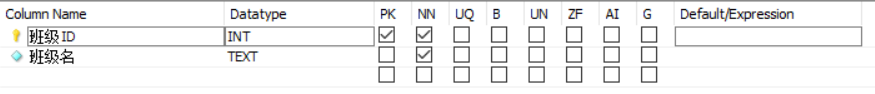 Column Name Datatype PK NN UQ B UN ZF AI G Default/Expression
班级ID INT
班级名 TEXT